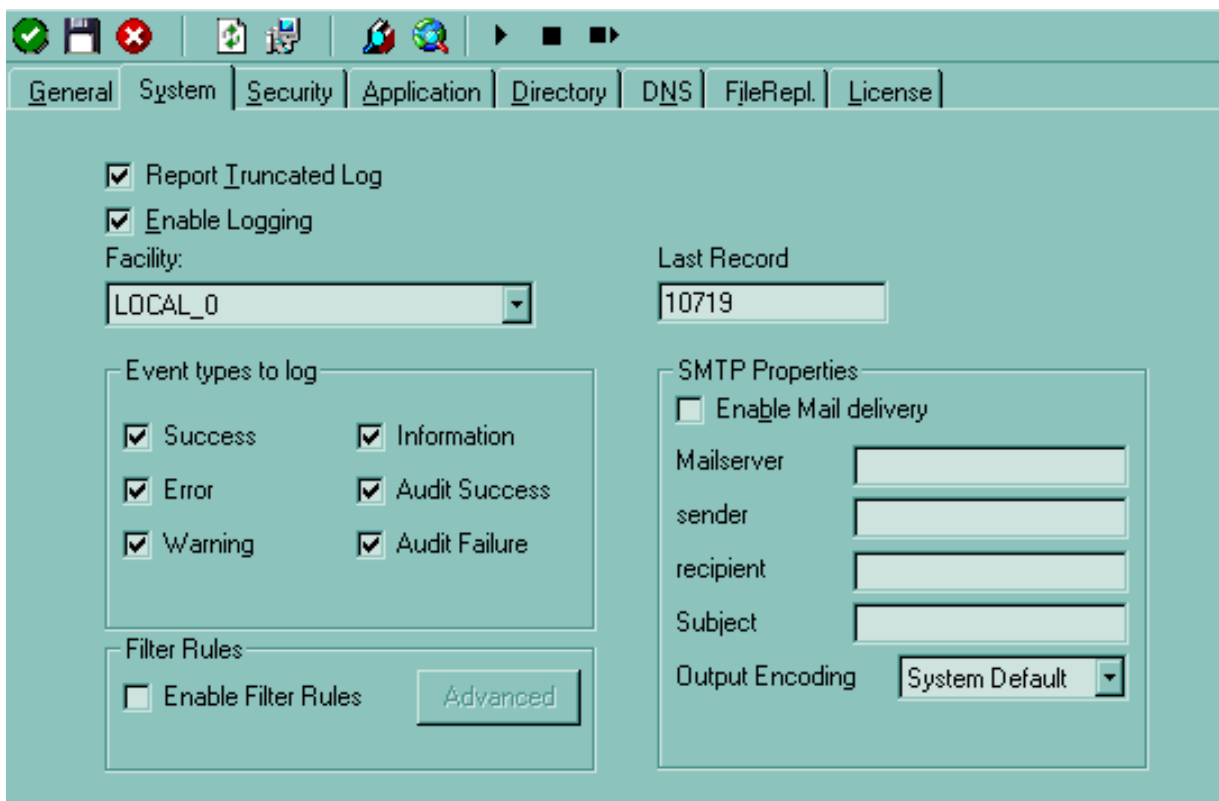 General System Security Application Directory DNS FileRepl. License
Report Truncated Log
Enable Logging
Facility:
LOCAL_0
Last Record
10719
Event types to log
Success
Information
Error
Audit Success
Warning
Audit Failure
Filter Rules
Enable Filter Rules
Advanced
SMTP Properties
Enable Mail delivery
Mailserver
sender
recipient
Subject
Output Encoding
System Default